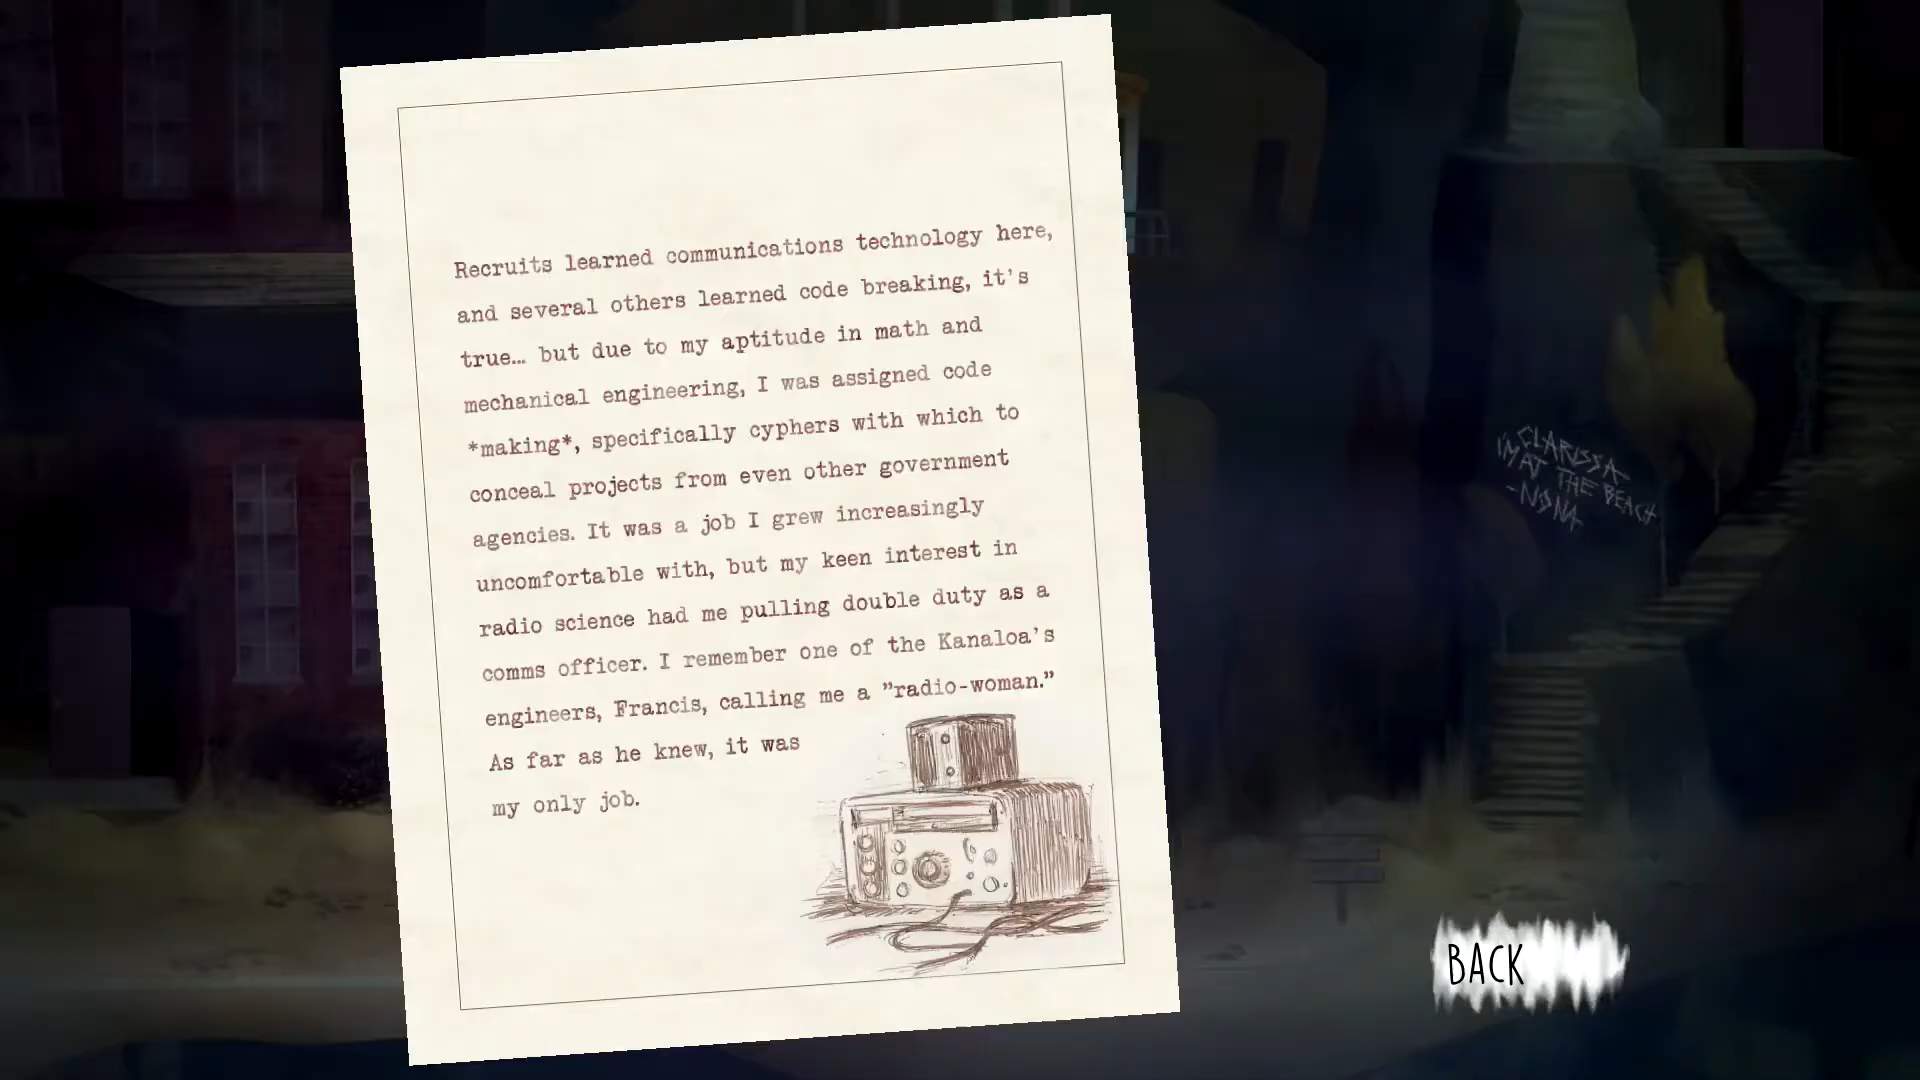 Recruits learned communications technology here,
and several others learned code breaking, it's
true… but due to my aptitude in math and
mechanical engineering, I was assigned code
*making*, specifically cyphers with which to
conceal projects from even other government
agencies. It was a job I grew increasingly
uncomfortable with, but my keen interest in
radio science had me pulling double duty as a
comms officer. I remember one of the Kanaloa's
engineers, Francis, calling me a ”radio-woman.”
As far as he knew, it was
my only job.
CLARISSA
I'M AT THE BEACH
-NONA
BACK